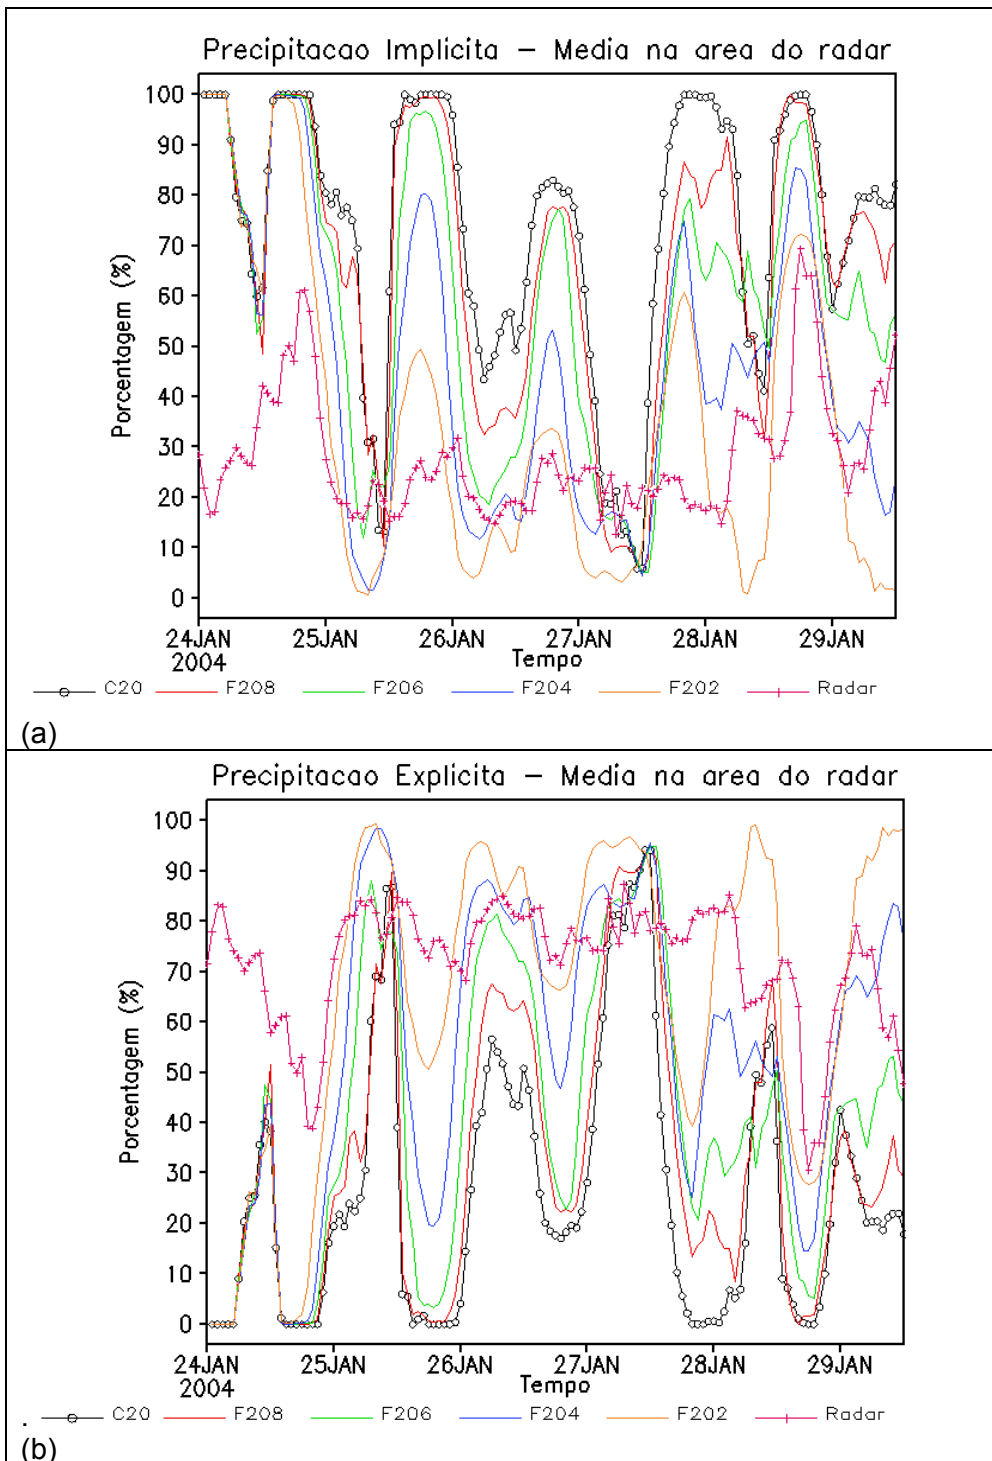 Precipitacao Implicita – Media na area do radar
Porcentagem (%)
100
90
80
70
60
50
40
30
20
10
0
24JAN 25JAN 26JAN 27JAN 28JAN 29JAN
2004
Tempo
C20 F208 F206 F204 F202 Radar
(a)
Precipitacao Explicita – Media na area do radar
Porcentagem (%)
100
90
80
70
60
50
40
30
20
10
0
24JAN 25JAN 26JAN 27JAN 28JAN 29JAN
2004
Tempo
. C20 F208 F206 F204 F202 Radar
(b)